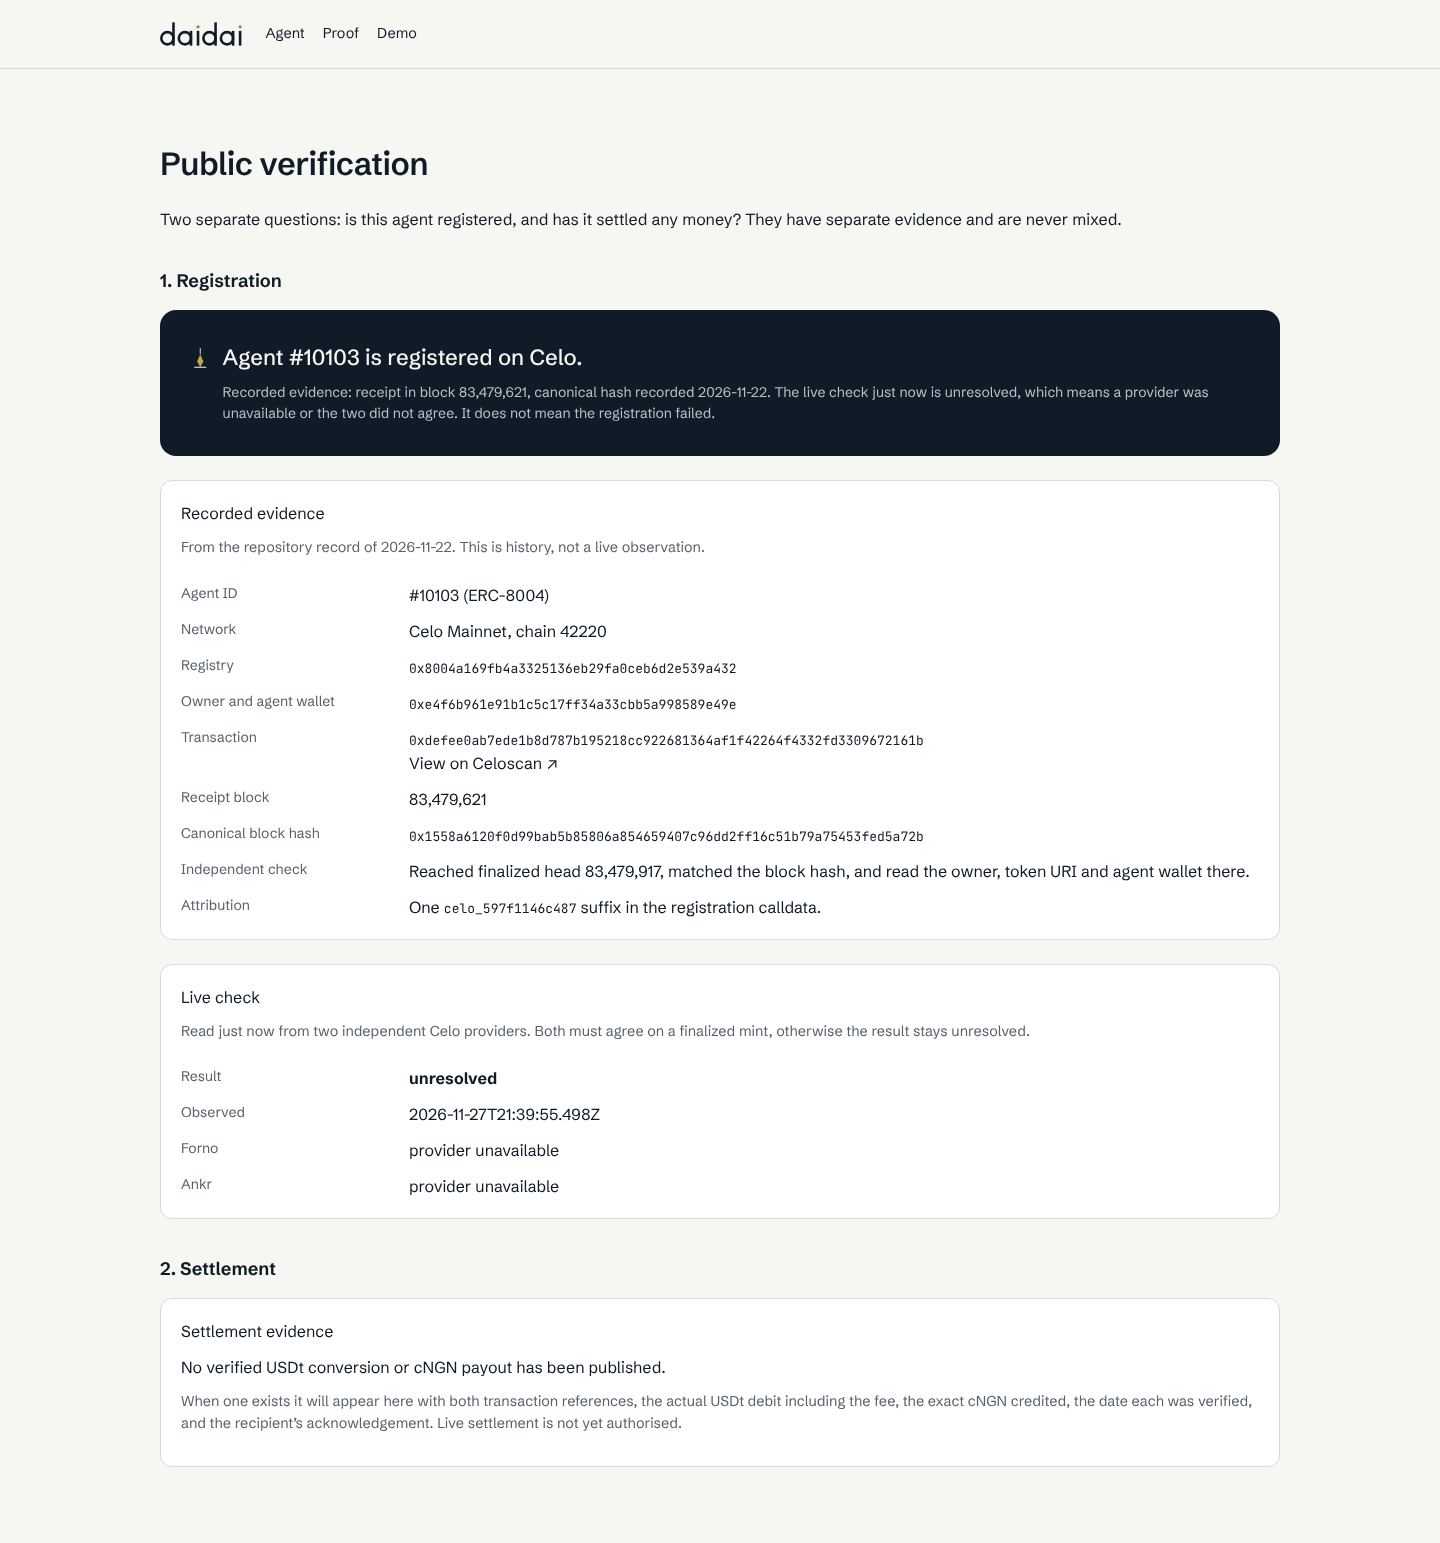 daidai Agent Proof Demo
Public verification
Two separate questions: is this agent registered, and has it settled any money? They have separate evidence and are never mixed.
1. Registration
Agent #10103 is registered on Celo.
Recorded evidence: receipt in block 83,479,621, canonical hash recorded 2026-11-22. The live check just now is unresolved, which means a provider was
unavailable or the two did not agree. It does not mean the registration failed.
Recorded evidence
From the repository record of 2026-11-22. This is history, not a live observation.
Agent ID #10103 (ERC-8004)
Network Celo Mainnet, chain 42220
Registry 0x8004a169fb4a3325136eb29fa0ceb6d2e539a432
Owner and agent wallet 0xe4f6b961e91b1c5c17ff34a33cbb5a998589e49e
Transaction 0xdefee0ab7ede1b8d787b195218cc922681364af1f42264f4332fd3309672161b
View on Celoscan ↗
Receipt block 83,479,621
Canonical block hash 0x1558a6120f0d99bab5b85806a854659407c96dd2ff16c51b79a75453fed5a72b
Independent check Reached finalized head 83,479,917, matched the block hash, and read the owner, token URI and agent wallet there.
Attribution One celo_597f1146c487 suffix in the registration calldata.
Live check
Read just now from two independent Celo providers. Both must agree on a finalized mint, otherwise the result stays unresolved.
Result unresolved
Observed 2026-11-27T21:39:55.498Z
Forno provider unavailable
Ankr provider unavailable
2. Settlement
Settlement evidence
No verified USDt conversion or cNGN payout has been published.
When one exists it will appear here with both transaction references, the actual USDt debit including the fee, the exact cNGN credited, the date each was verified,
and the recipient’s acknowledgement. Live settlement is not yet authorised.